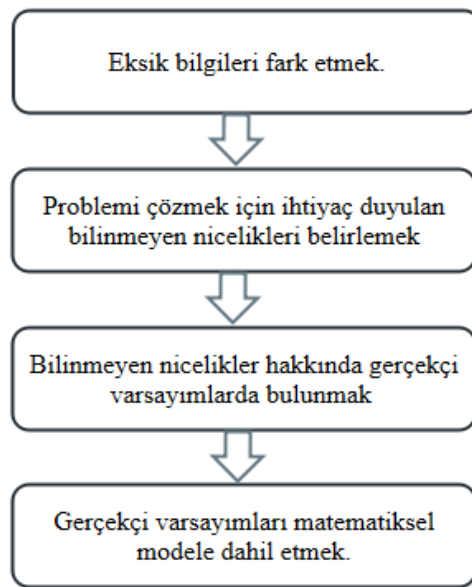 Eksik bilgileri fark etmek.
Problemi çözmek için ihtiyaç duyulan
bilinmeyen nicelikleri belirlemek
Bilinmeyen nicelikler hakkında gerçekçi
varsayımlarda bulunmak
Gerçekçi varsayımları matematiksel
modele dahil etmek.